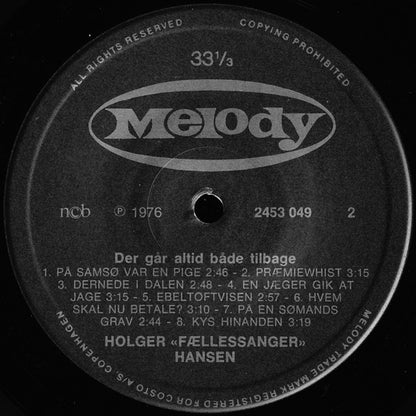 ALL RIGHTS RESERVED
COPYING PROHIBITED
33⅓
Melody
ncb Ⓟ 1976 2453 049 2
Der går altid både tilbage
1. PÅ SAMSØ VAR EN PIGE 2:46 - 2. PRÆMIEWHIST 3:15
3. DERNEDE I DALEN 2:48 - 4. EN JÆGER GIK AT
JAGE 3:15 - 5. EBELTOFTVISEN 2:57 - 6. HVEM
SKAL NU BETALE? 3:10 - 7. PÅ EN SØMANDS
GRAV 2:44 - 8. KYS HINANDEN 3:19
HOLGER «FÆLLESSANGER»
HANSEN
MELODY TRADE MARK REGISTERED FOR COSTO A/S, COPENHAGEN